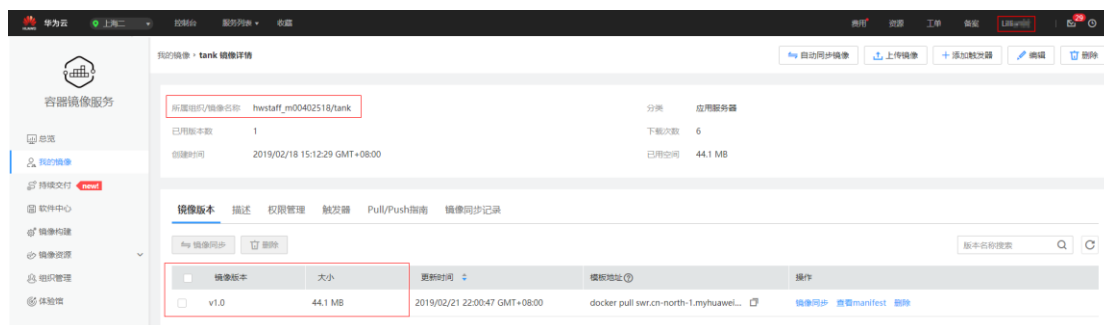 HUAWEI 华为云 上海二 控制台 服务列表 收藏 费用 资源 工单 备案 29
我的镜像 tank 镜像详情 自动同步镜像 上传镜像 + 添加触发器 编辑 删除
容器镜像服务
总览
我的镜像
持续交付 new!
软件中心
镜像构建
镜像资源
组织管理
体验馆
所属组织/镜像名称 hwstaff_m00402518/tank 分类 应用服务器
已用版本数 1 下载次数 6
创建时间 2019/02/18 15:12:29 GMT+08:00 已用空间 44.1 MB
镜像版本 描述 权限管理 触发器 Pull/Push指南 镜像同步记录
镜像同步 删除 版本名称搜索
镜像版本 大小 更新时间 模板地址 操作
v1.0 44.1 MB 2019/02/21 22:00:47 GMT+08:00 docker pull swr.cn-north-1.myhuawei... 镜像同步 查看manifest 删除